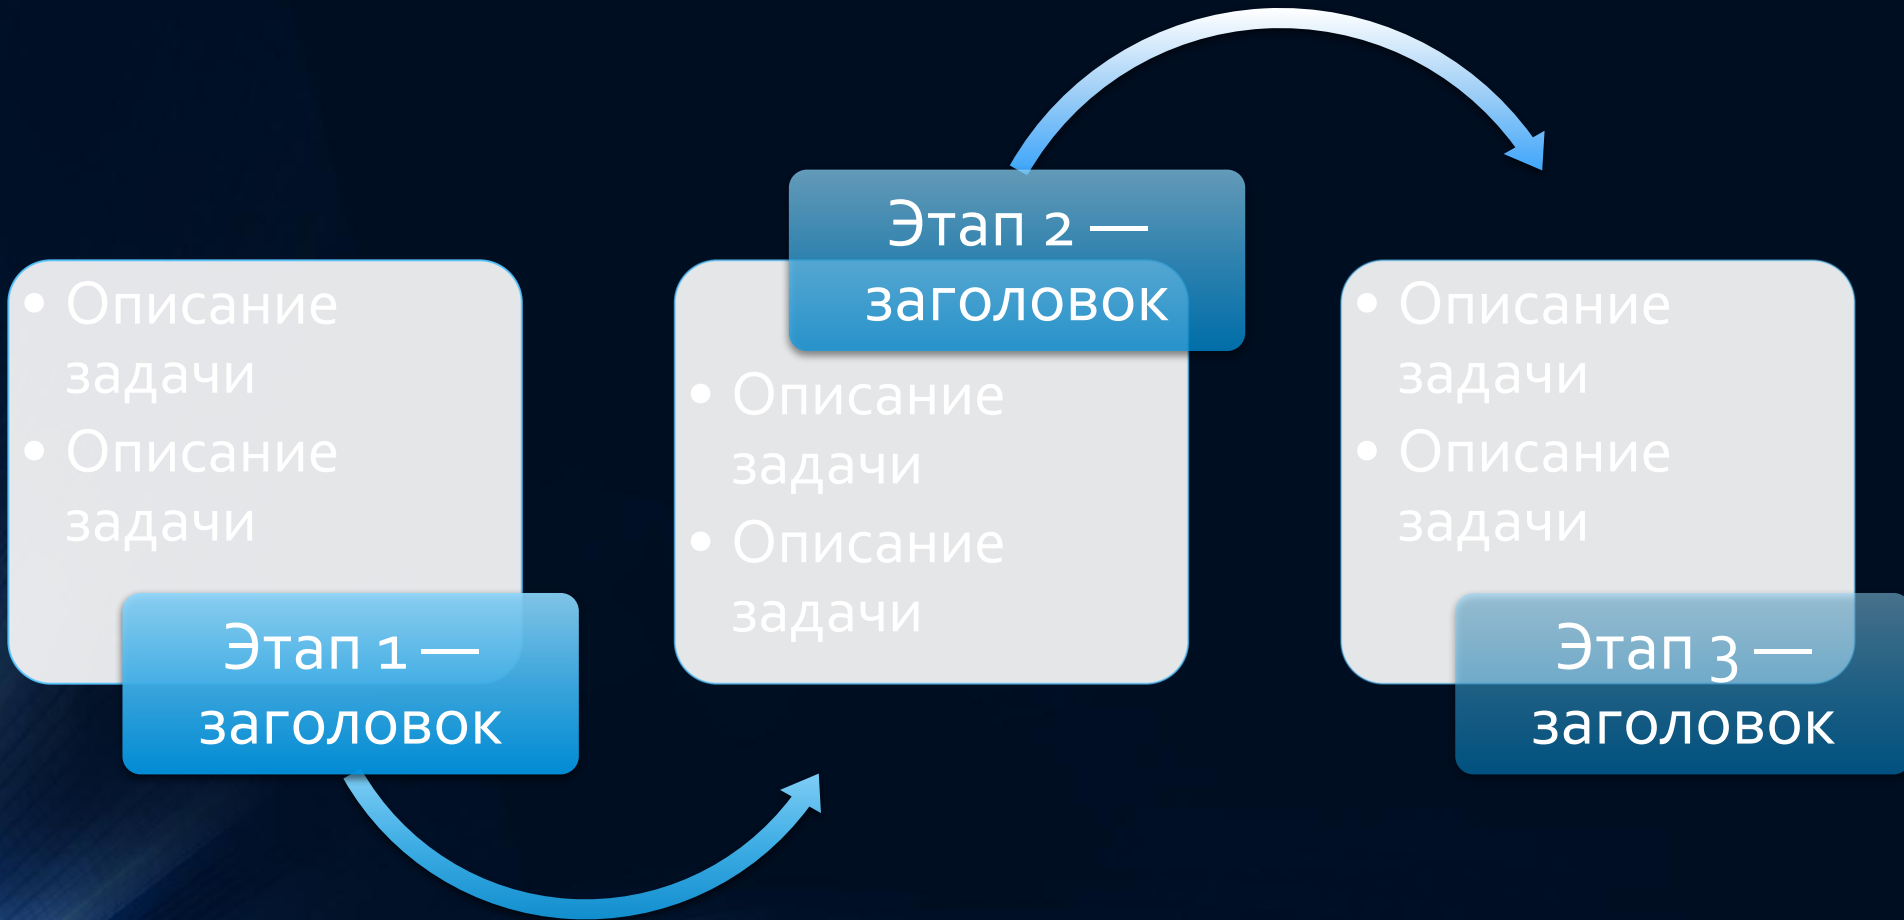 • Описание
задачи
• Описание
задачи
Этап 1 —
заголовок
Этап 2 —
заголовок
• Описание
задачи
• Описание
задачи
• Описание
задачи
• Описание
задачи
Этап 3 —
заголовок